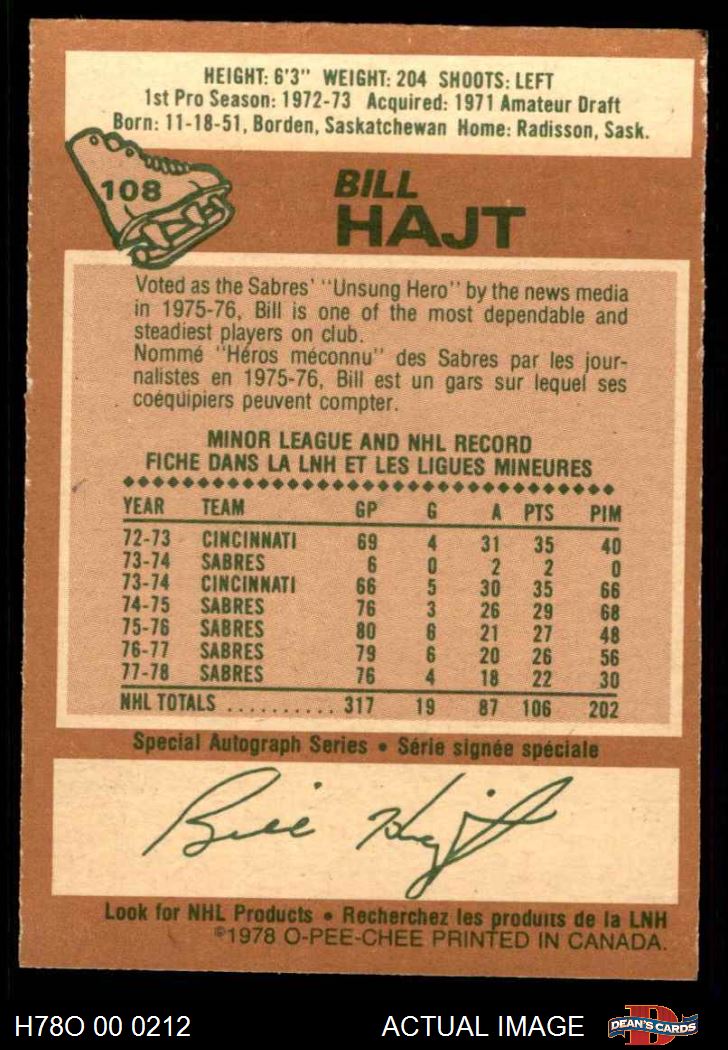 HEIGHT: 6'3" WEIGHT: 204 SHOOTS: LEFT
1st Pro Season: 1972-73 Acquired: 1971 Amateur Draft
Born: 11-18-51, Borden, Saskatchewan Home: Radisson, Sask.
108
BILL
HAJT
Voted as the Sabres' "Unsung Hero" by the news media
in 1975-76, Bill is one of the most dependable and
steadiest players on club.
Nommé "Héros méconnu" des Sabres par les jour-
nalistes en 1975-76, Bill est un gars sur lequel ses
coéquipiers peuvent compter.
MINOR LEAGUE AND NHL RECORD
FICHE DANS LA LNH ET LES LIGUES MINEURES
YEAR TEAM GP G A PTS PIM
72-73 CINCINNATI 69 4 31 35 40
73-74 SABRES 6 0 2 2 0
73-74 CINCINNATI 66 5 30 35 66
74-75 SABRES 76 3 26 29 68
75-76 SABRES 80 6 21 27 48
76-77 SABRES 79 6 20 26 56
77-78 SABRES 76 4 18 22 30
NHL TOTALS .......... 317 19 87 106 202
Special Autograph Series • Série signée spéciale
Bill Hajt
Look for NHL Products • Recherchez les produits de la LNH
©1978 O-PEE-CHEE PRINTED IN CANADA.
H78O 00 0212 ACTUAL IMAGE D DEAN'S CARDS